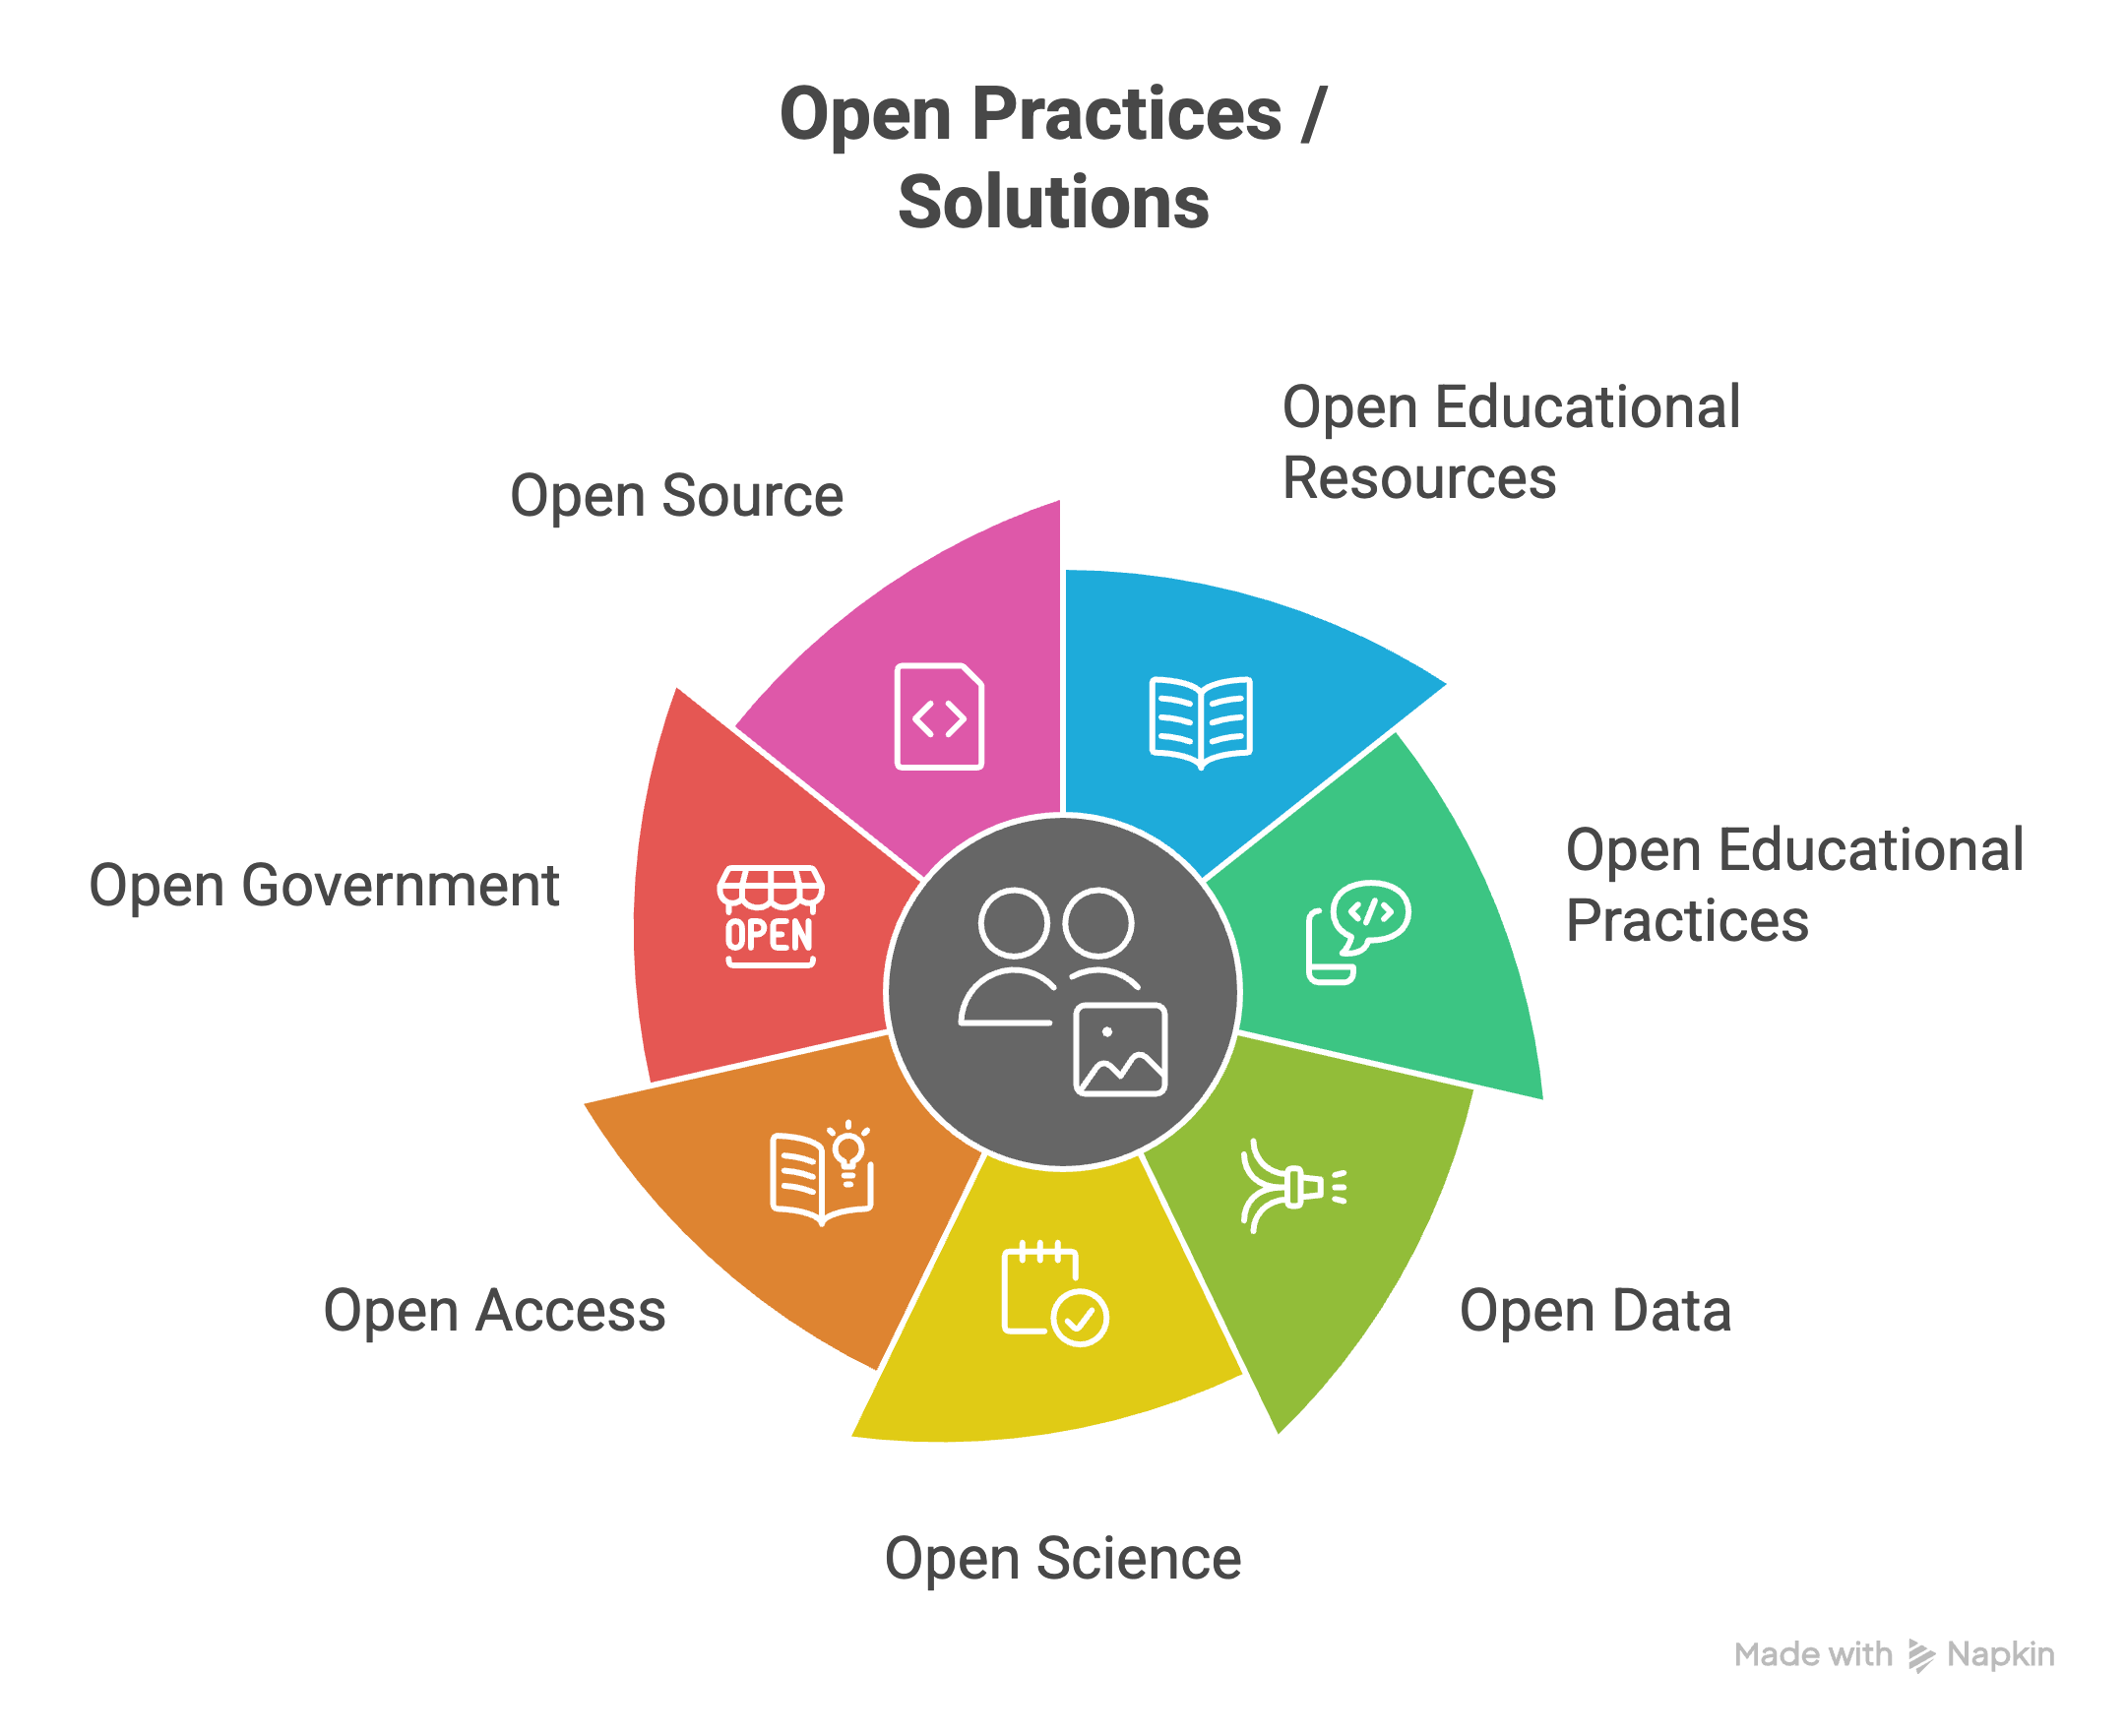 Open Practices /
Solutions
Open Educational
Resources
Open Source
Open Educational
Practices
Open Government
OPEN
Open Access
Open Data
Open Science
Made with Napkin